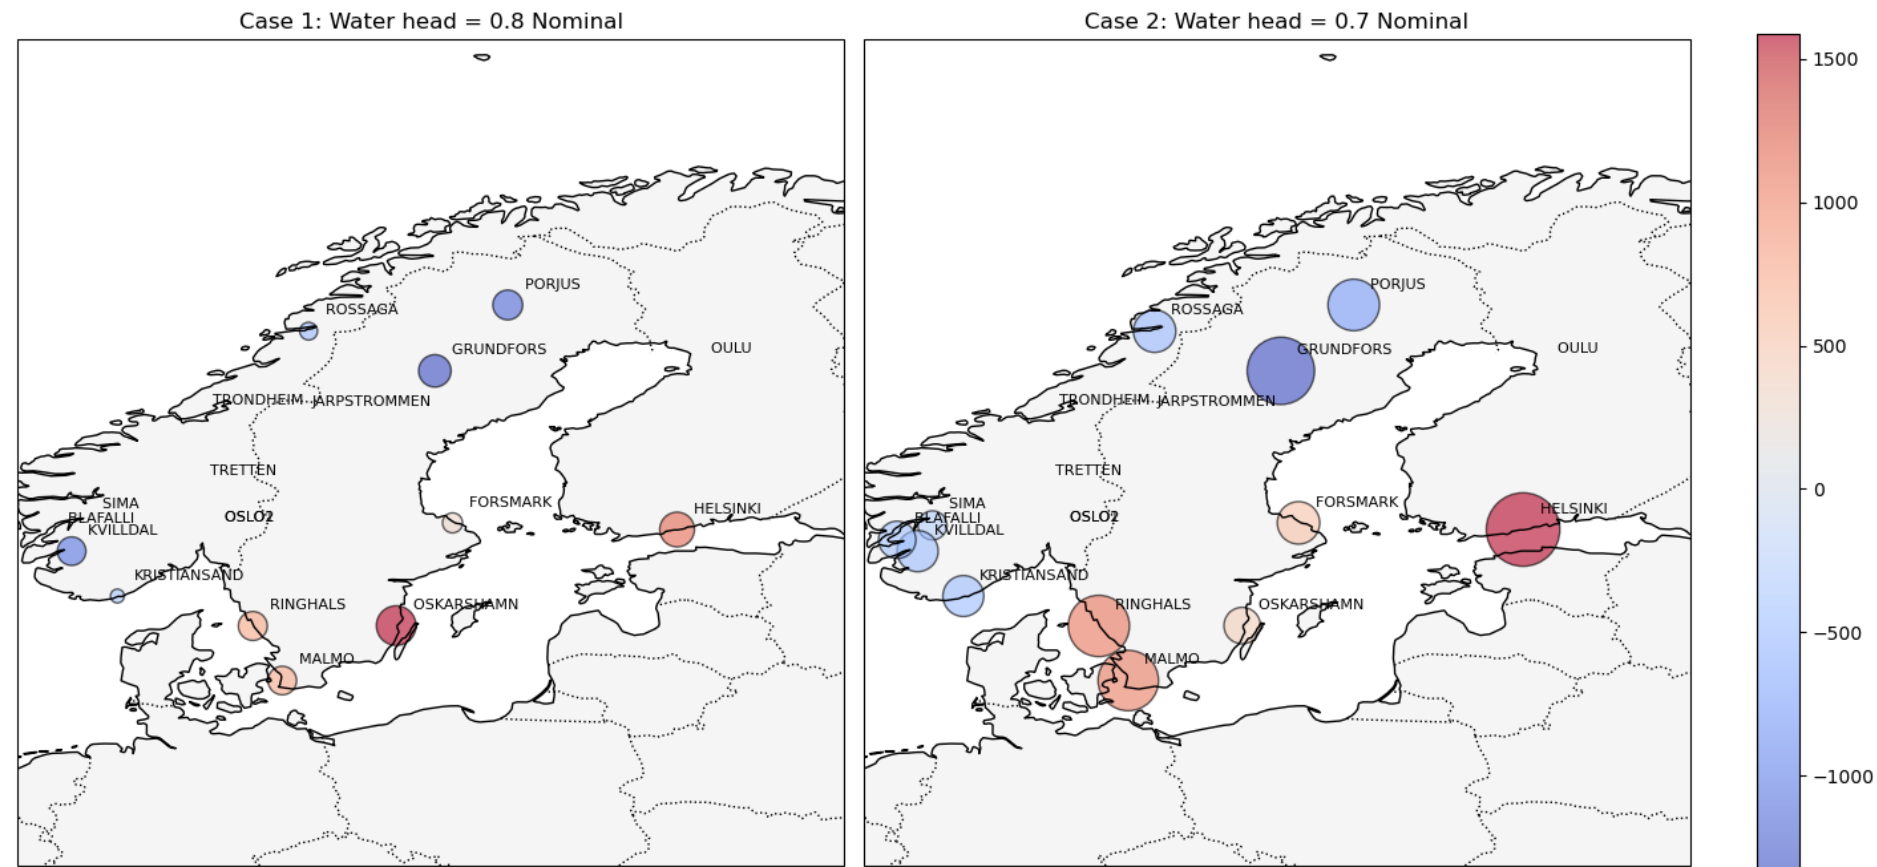 Case 1: Water head = 0.8 Nominal
PORJUS
ROSSAGA
GRUNDFORS
OULU
TRONDHEIM
JARPSTROMMEN
TRETTEN
SIMA
BLAFALLI
KVILLDAL
OSLO
FORSMARK
HELSINKI
KRISTIANSAND
RINGHALS
OSKARSHAMN
MALMO
Case 2: Water head = 0.7 Nominal
PORJUS
ROSSAGA
GRUNDFORS
OULU
TRONDHEIM
JARPSTROMMEN
TRETTEN
SIMA
BLAFALLI
KVILLDAL
OSLO
FORSMARK
HELSINKI
KRISTIANSAND
RINGHALS
OSKARSHAMN
MALMO
1500
1000
500
0
−500
−1000